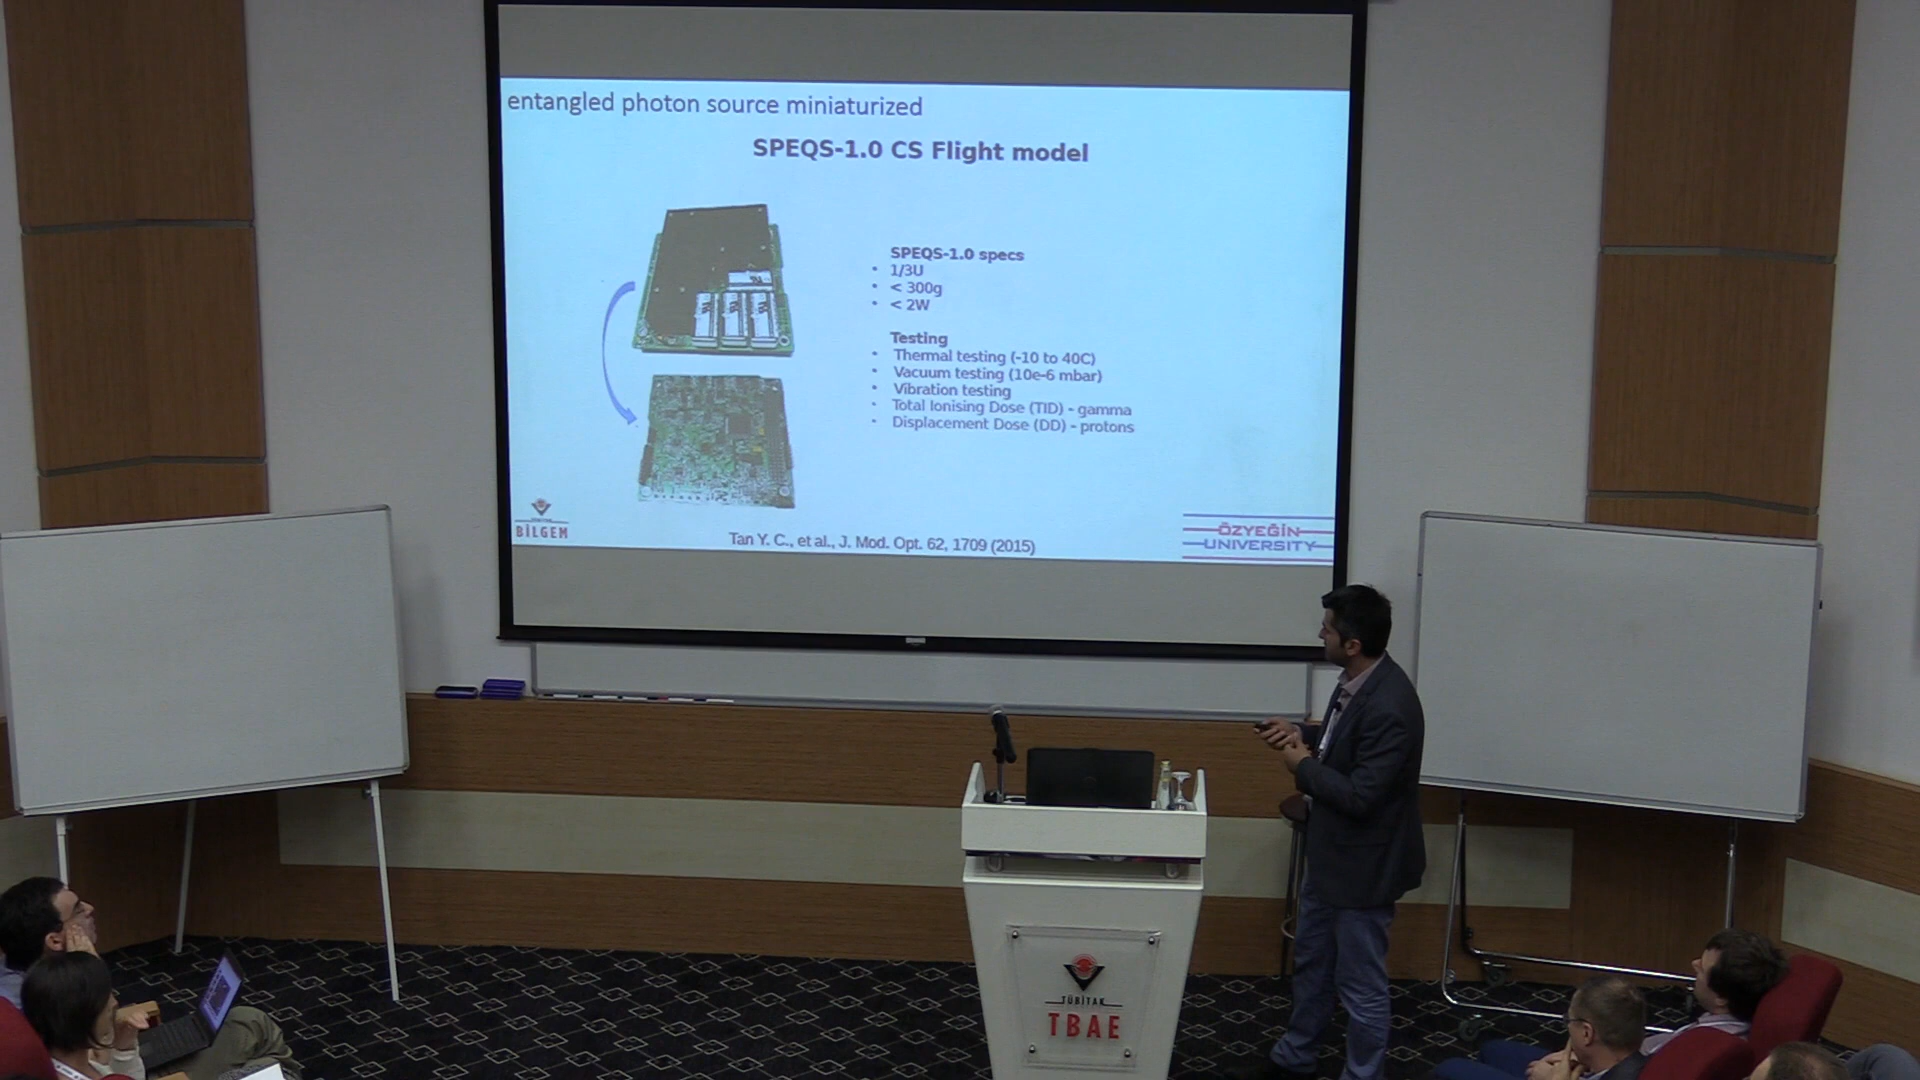 entangled photon source miniaturized
SPEQS-1.0 CS Flight model
SPEQS-1.0 specs
• 1/3U
• < 300g
• < 2W
Testing
• Thermal testing (-10 to 40C)
• Vacuum testing (10e-6 mbar)
• Vibration testing
• Total Ionising Dose (TID) - gamma
• Displacement Dose (DD) - protons
BİLGEM
Tan Y. C., et al., J. Mod. Opt. 62, 1709 (2015)
ÖZYEĞİN
UNIVERSITY
TÜBİTAK
TBAE